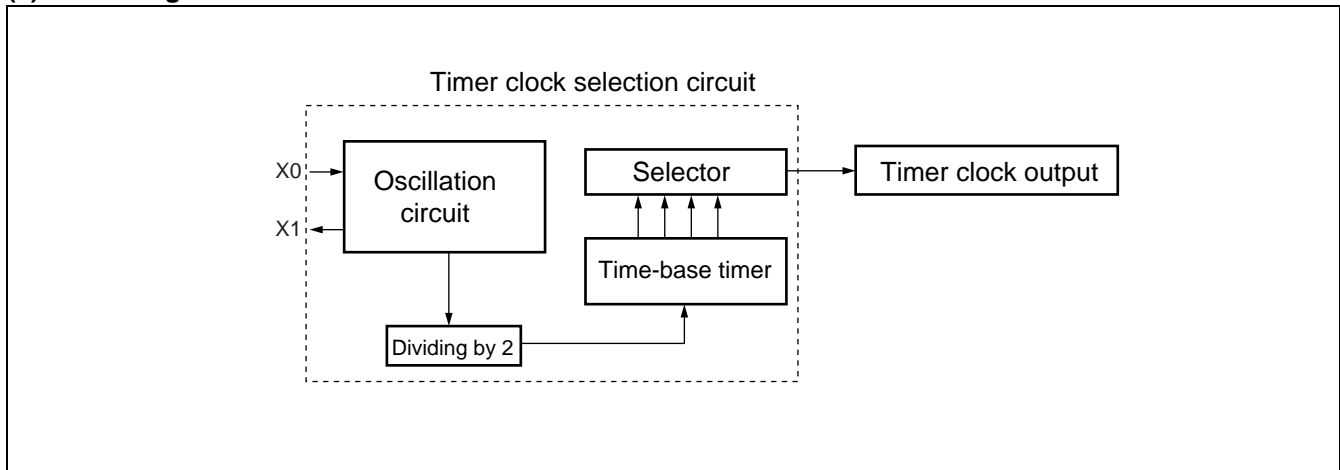 Timer clock selection circuit
X0
X1
Oscillation
circuit
Selector
Timer clock output
Time-base timer
Dividing by 2